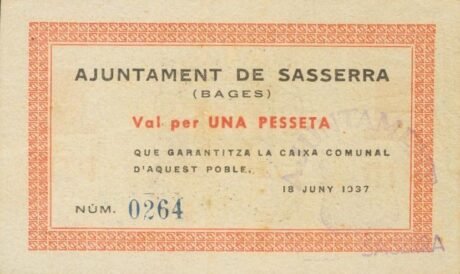 AJUNTAMENT DE SASSERRA
(BAGES)
Val per UNA PESSETA
QUE GARANTITZA LA CAIXA COMUNAL
D'AQUEST POBLE.
18 JUNY 1937
NÚM. 0264
SASERRA